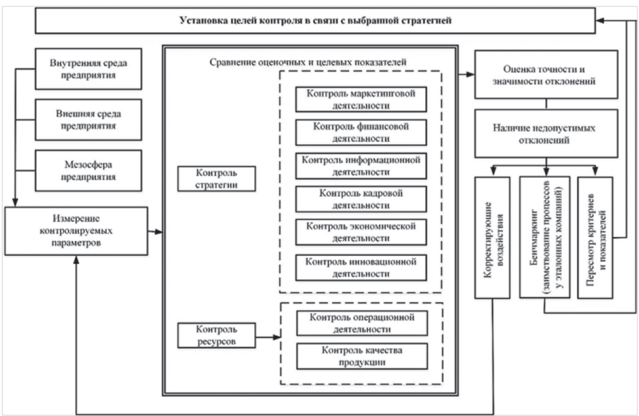 Установка целей контроля в связи с выбранной стратегией
Внутренняя среда
предприятия
Внешняя среда
предприятия
Мезосфера
предприятия
Измерение
контролируемых
параметров
Сравнение оценочных и целевых показателей
Контроль
стратегии
Контроль маркетинговой
деятельности
Контроль финансовой
деятельности
Контроль информационной
деятельности
Контроль кадровой
деятельности
Контроль экономической
деятельности
Контроль инновационной
деятельности
Контроль
ресурсов
Контроль операционной
деятельности
Контроль качества
продукции
Оценка точности и
значимости отклонений
Наличие недопустимых
отклонений
Корректирующие
воздействия
Бенчмаркинг
(заимствование процессов
у эталонных компаний)
Пересмотр критериев
и показателей